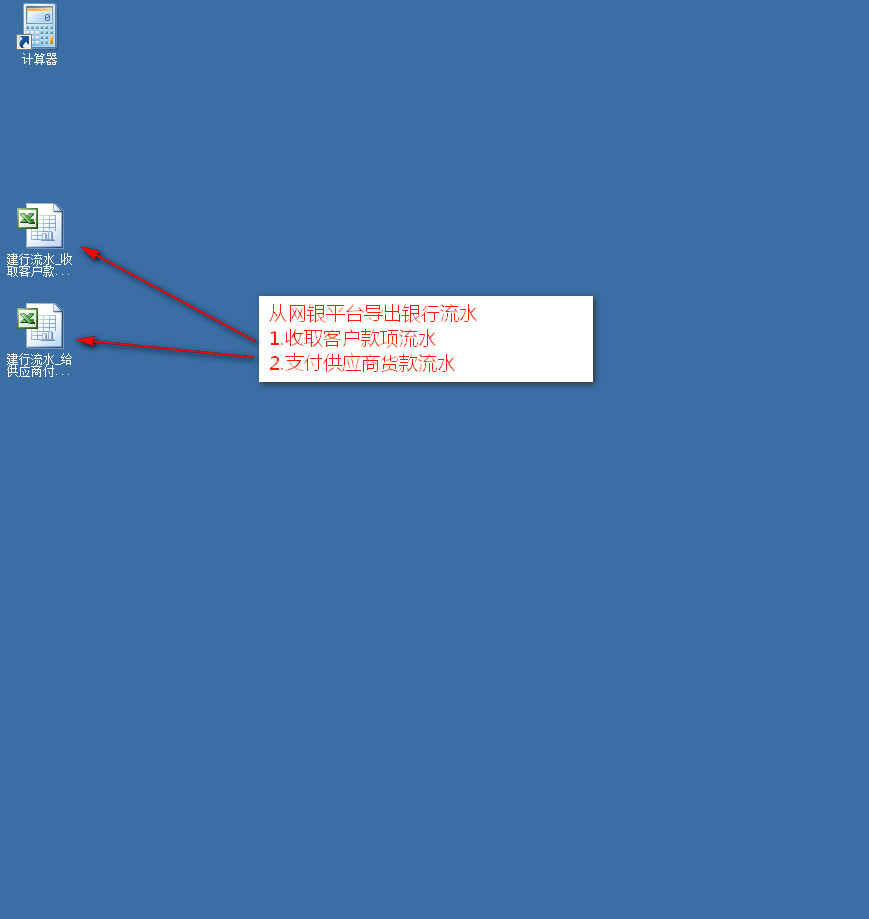 计算器
建行流水_收
取客户款...
建行流水_给
供应商付...
从网银平台导出银行流水
1.收取客户款项流水
2.支付供应商货款流水